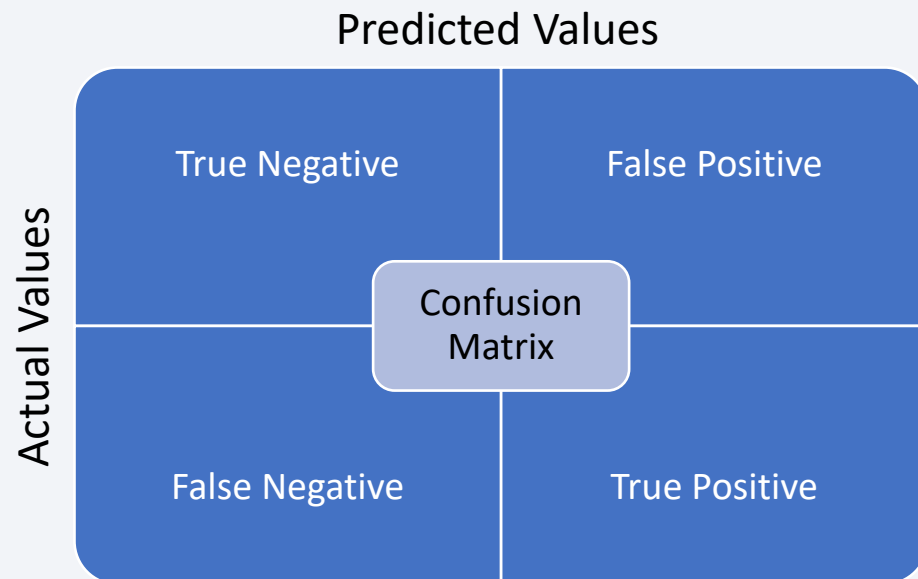 Predicted Values
Actual Values
True Negative
False Positive
Confusion
Matrix
False Negative
True Positive